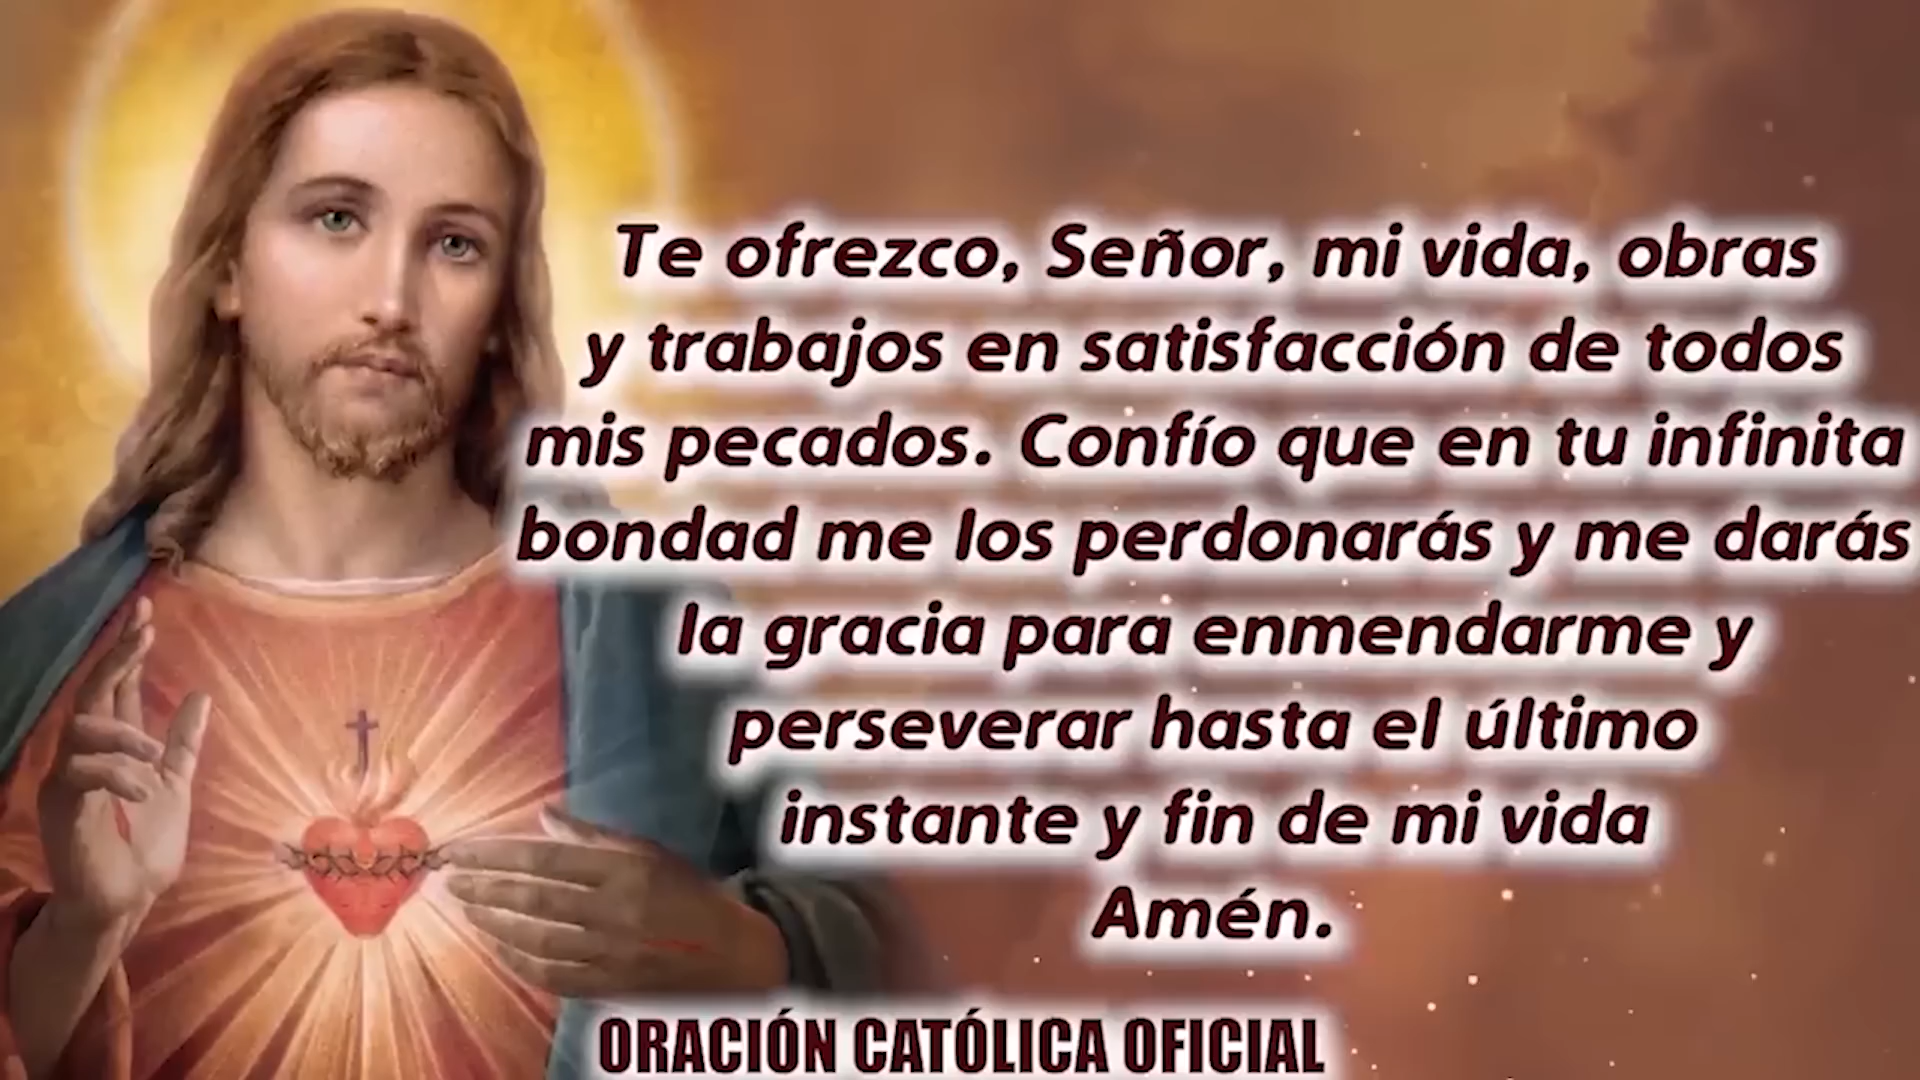 Te ofrezco, Señor, mi vida, obras
y trabajos en satisfacción de todos
mis pecados. Confío que en tu infinita
bondad me los perdonarás y me darás
la gracia para enmendarme y
perseverar hasta el último
instante y fin de mi vida
Amén.
ORACIÓN CATÓLICA OFICIAL